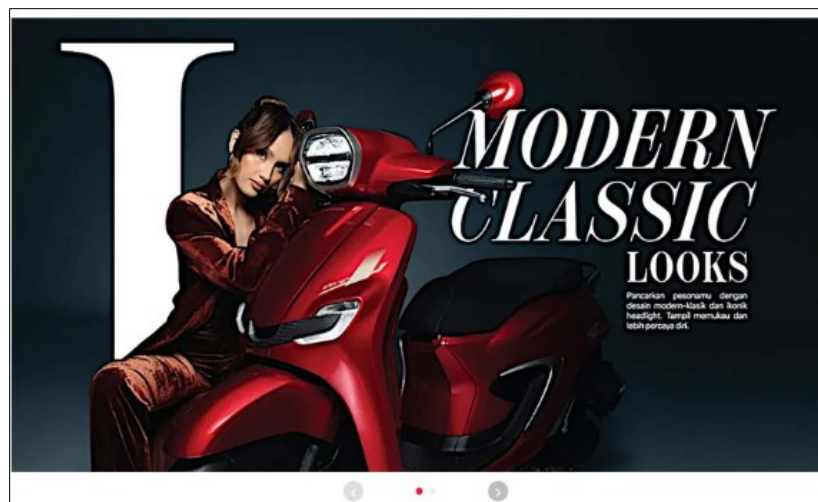 I
MODERN
CLASSIC
LOOKS
Pancarkan pesonamu dengan
desain modern-klasik dan ikonik
headlight. Tampil memukau dan
lebih percaya diri.